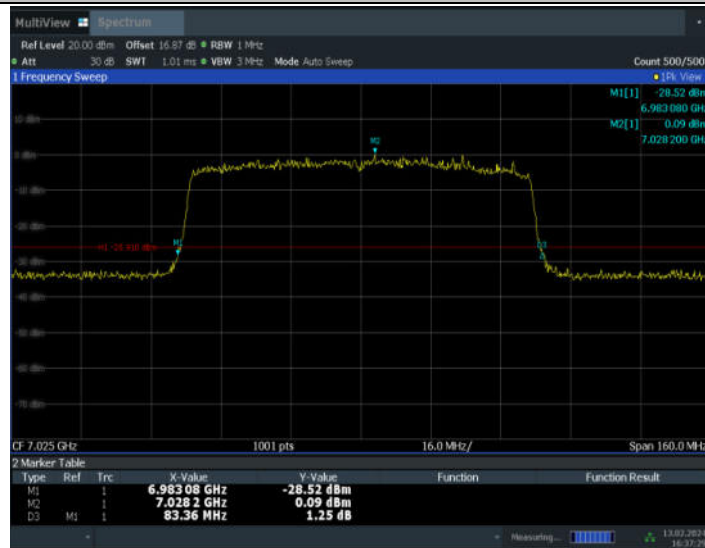 MultiView Spectrum
Ref Level 20.00 dBm Offset 16.87 dB RBW 1 MHz
Att 30 dB SWT 1.01 ms VBW 3 MHz Mode Auto Sweep Count 500/500
1 Frequency Sweep 1Pk View
M1[1] -28.52 dBm
6.983 080 GHz
M2[1] 0.09 dBm
7.028 200 GHz
10 dBm
M2
0 dBm
-10 dBm
-20 dBm
M1
D3
-30 dBm
-40 dBm
-50 dBm
-60 dBm
-70 dBm
CF 7.025 GHz 1001 pts 16.0 MHz/ Span 160.0 MHz
2 Marker Table
Type Ref Trc X-Value Y-Value Function Function Result
M1 1 6.983 08 GHz -28.52 dBm
M2 1 7.028 2 GHz 0.09 dBm
D3 M1 1 83.36 MHz 1.25 dB
Measuring...